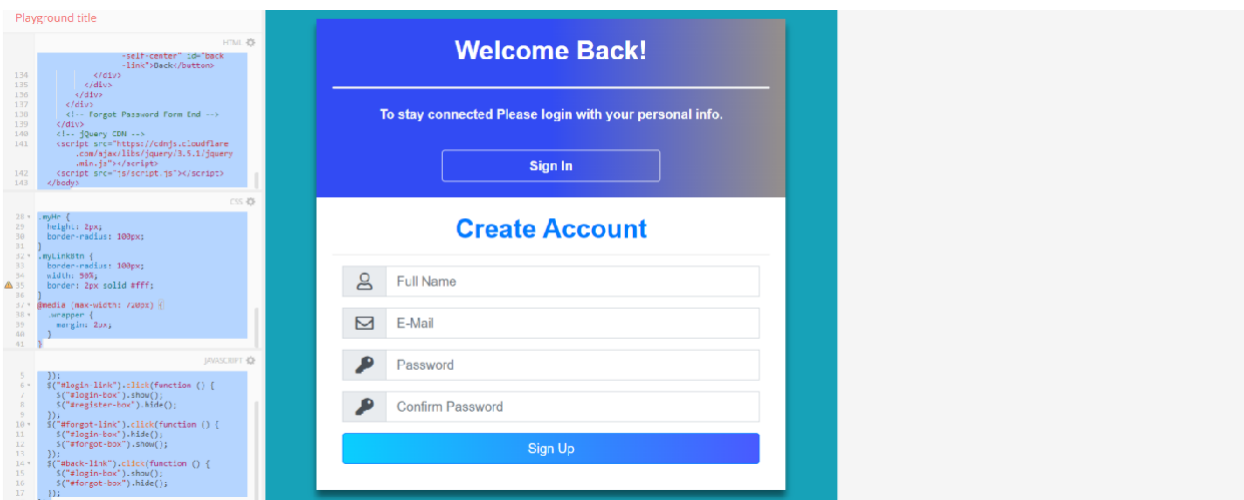 Playground title
HTML
-self-center" id="back
-link">Back</button>
134 </div>
135 </div>
136 </div>
137 </div>
138 <!-- Forgot Password Form End -->
139 </div>
140 <!-- jQuery CDN -->
141 <script src="https://cdnjs.cloudflare
.com/ajax/libs/jquery/3.5.1/jquery
.min.js"></script>
142 <script src="js/script.js"></script>
143 </body>
CSS
28 .myHr {
29 height: 2px;
30 border-radius: 100px;
31 }
32 .myLinkBtn {
33 border-radius: 100px;
34 width: 50%;
35 border: 2px solid #fff;
36 }
37 @media (max-width: 720px) {
38 .wrapper {
39 margin: 2px;
40 }
41 }
JAVASCRIPT
5 });
6 $("#login-link").click(function () {
7 $("#login-box").show();
8 $("#register-box").hide();
9 });
10 $("#forgot-link").click(function () {
11 $("#login-box").hide();
12 $("#forgot-box").show();
13 });
14 $("#back-link").click(function () {
15 $("#login-box").show();
16 $("#forgot-box").hide();
17 });
Welcome Back!
To stay connected Please login with your personal info.
Sign In
Create Account
Full Name
E-Mail
Password
Confirm Password
Sign Up